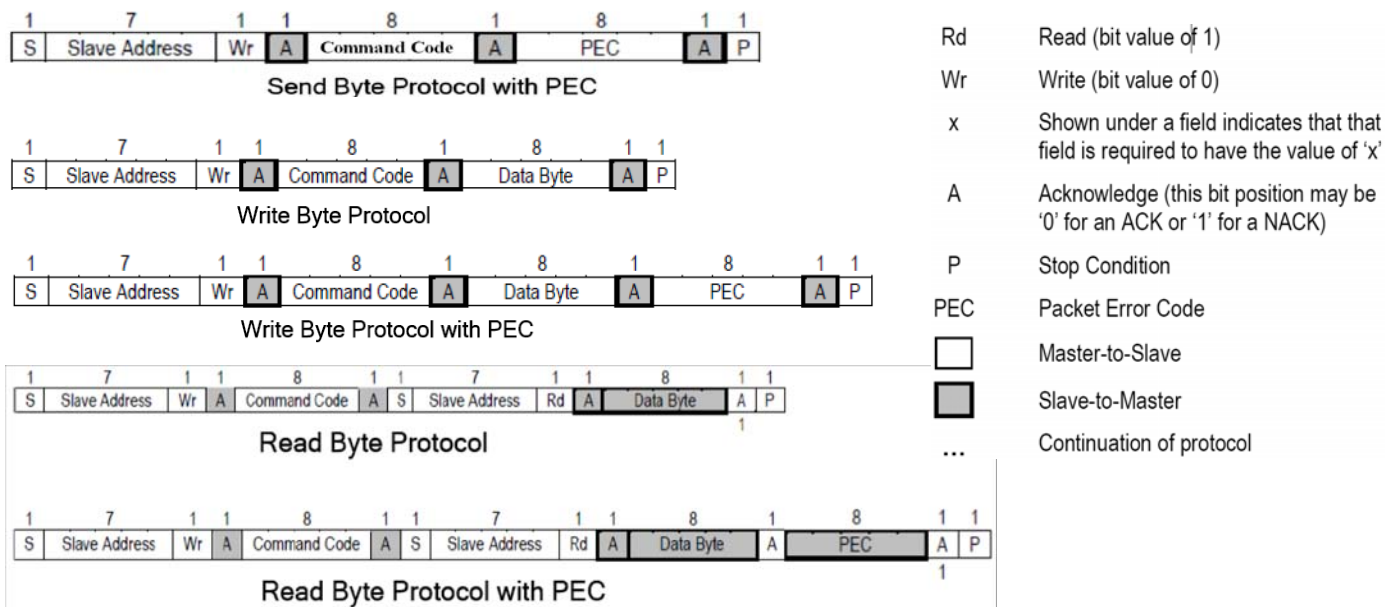 1 7 1 1 8 1 8 1 1
S Slave Address Wr A Command Code A PEC A P
Send Byte Protocol with PEC
1 7 1 1 8 1 8 1 1
S Slave Address Wr A Command Code A Data Byte A P
Write Byte Protocol
1 7 1 1 8 1 8 1 8 1 1
S Slave Address Wr A Command Code A Data Byte A PEC A P
Write Byte Protocol with PEC
1 7 1 1 8 1 1 7 1 1 8 1 1
S Slave Address Wr A Command Code A S Slave Address Rd A Data Byte A P
1
Read Byte Protocol
1 7 1 1 8 1 1 7 1 1 8 1 8 1 1
S Slave Address Wr A Command Code A S Slave Address Rd A Data Byte A PEC A P
1
Read Byte Protocol with PEC
Rd Read (bit value of 1)
Wr Write (bit value of 0)
x Shown under a field indicates that that
field is required to have the value of ‘x’
A Acknowledge (this bit position may be
‘0’ for an ACK or ‘1’ for a NACK)
P Stop Condition
PEC Packet Error Code
Master-to-Slave
Slave-to-Master
... Continuation of protocol